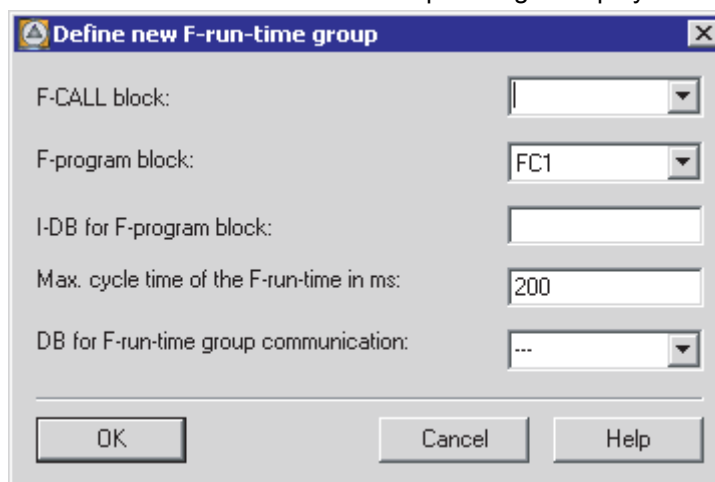 Define new F-run-time group
F-CALL block:
F-program block: FC1
I-DB for F-program block:
Max. cycle time of the F-run-time in ms: 200
DB for F-run-time group communication: ---
OK Cancel Help